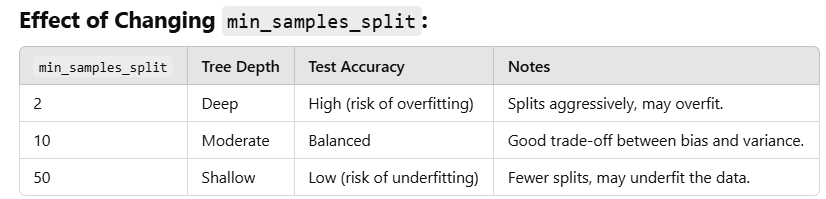 Effect of Changing min_samples_split:
min_samples_split Tree Depth Test Accuracy Notes
2 Deep High (risk of overfitting) Splits aggressively, may overfit.
10 Moderate Balanced Good trade-off between bias and variance.
50 Shallow Low (risk of underfitting) Fewer splits, may underfit the data.